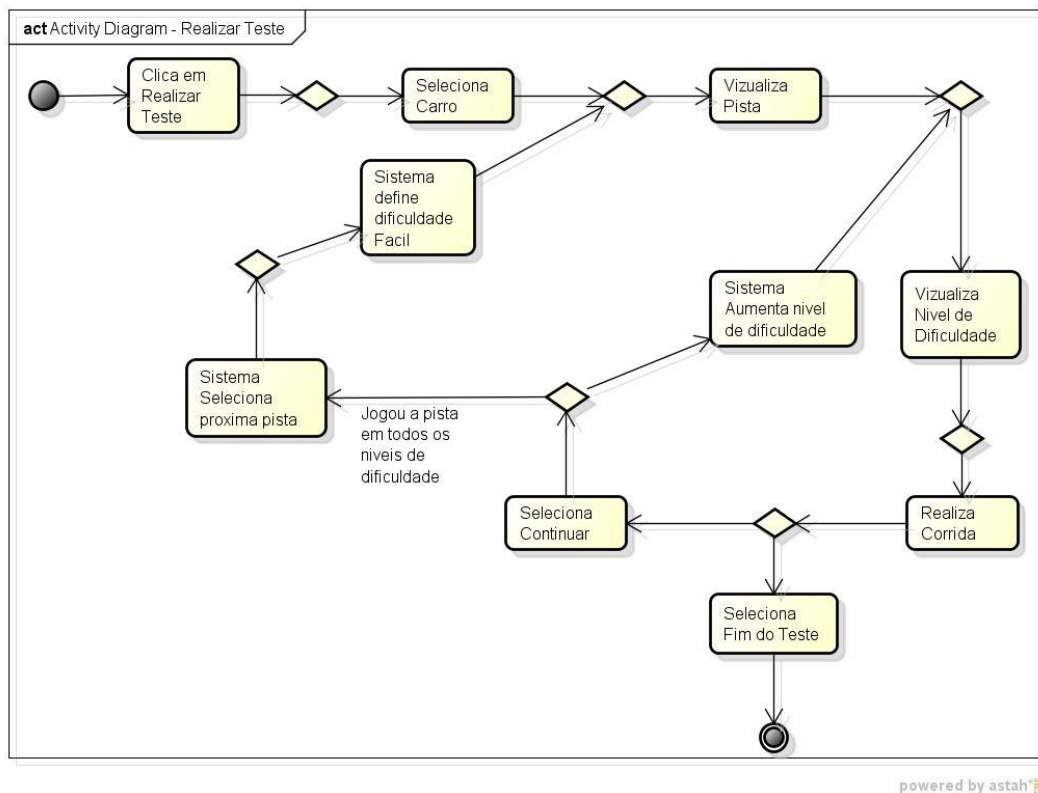 act Activity Diagram - Realizar Teste
Clica em
Realizar
Teste
Seleciona
Carro
Vizualiza
Pista
Sistema
define
dificuldade
Facil
Sistema
Aumenta nivel
de dificuldade
Vizualiza
Nivel de
Dificuldade
Sistema
Seleciona
proxima pista
Jogou a pista
em todos os
niveis de
dificuldade
Seleciona
Continuar
Realiza
Corrida
Seleciona
Fim do Teste
powered by astah*